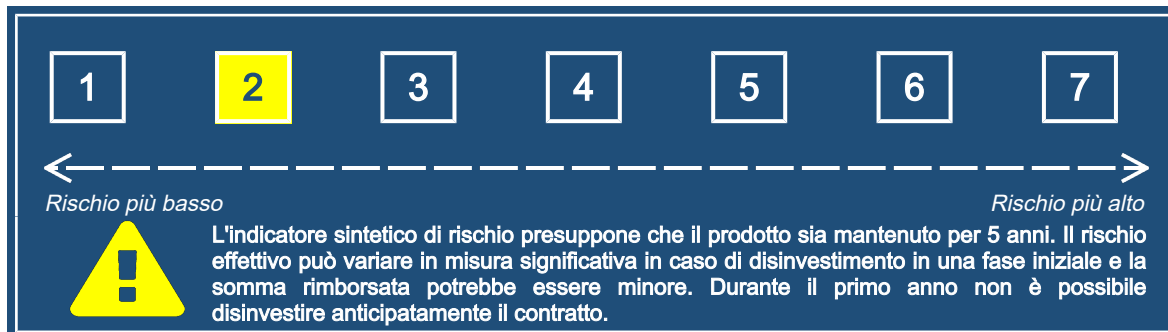 1 2 3 4 5 6 7
Rischio più basso Rischio più alto
L'indicatore sintetico di rischio presuppone che il prodotto sia mantenuto per 5 anni. Il rischio
effettivo può variare in misura significativa in caso di disinvestimento in una fase iniziale e la
somma rimborsata potrebbe essere minore. Durante il primo anno non è possibile
disinvestire anticipatamente il contratto.